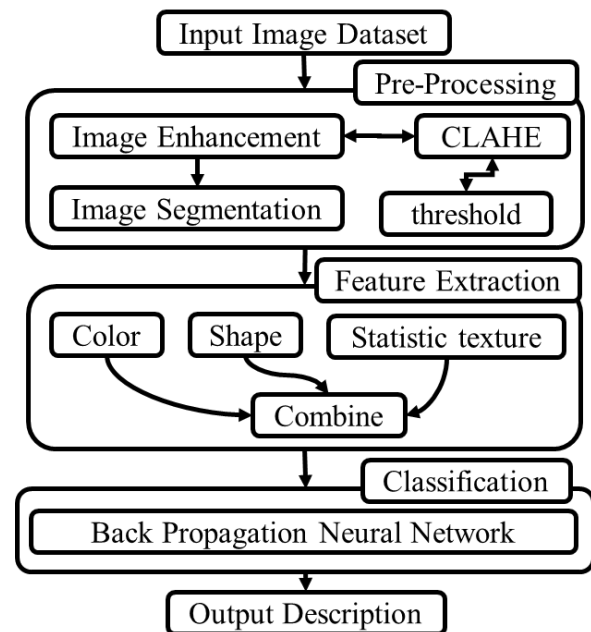 Input Image Dataset
Pre-Processing
Image Enhancement
CLAHE
Image Segmentation
threshold
Feature Extraction
Color
Shape
Statistic texture
Combine
Classification
Back Propagation Neural Network
Output Description